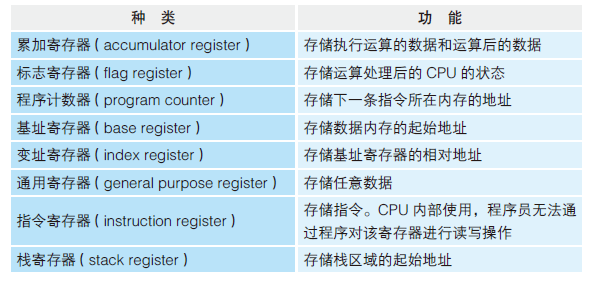 种 类 功 能
累加寄存器（accumulator register） 存储执行运算的数据和运算后的数据
标志寄存器（flag register） 存储运算处理后的 CPU 的状态
程序计数器（program counter） 存储下一条指令所在内存的地址
基址寄存器（base register） 存储数据内存的起始地址
变址寄存器（index register） 存储基址寄存器的相对地址
通用寄存器（general purpose register） 存储任意数据
指令寄存器（instruction register） 存储指令。CPU 内部使用，程序员无法通
过程序对该寄存器进行读写操作
栈寄存器（stack register） 存储栈区域的起始地址